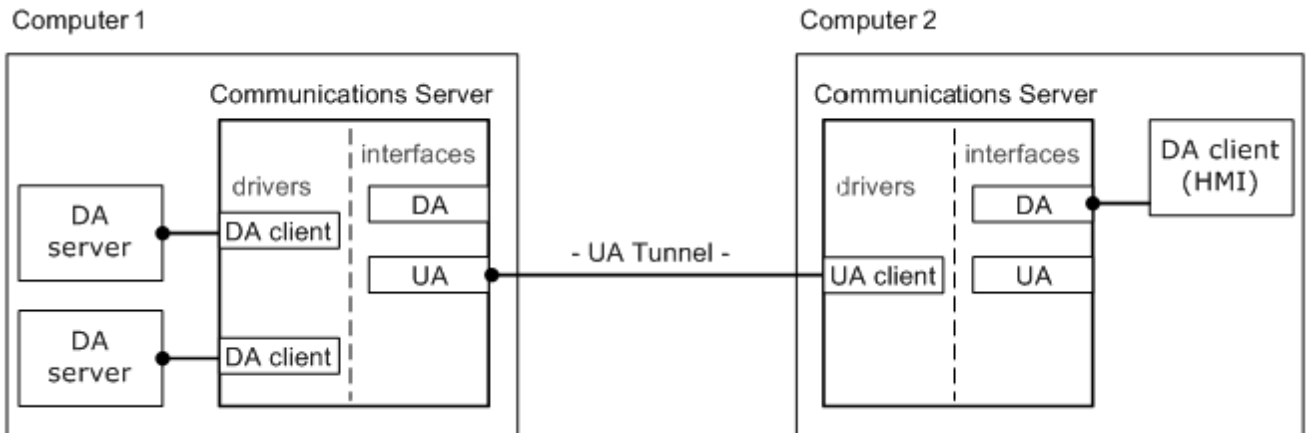 Computer 1
Computer 2
Communications Server
Communications Server
interfaces
interfaces
DA client
(HMI)
drivers
drivers
DA
server
DA
DA
DA client
- UA Tunnel -
UA
UA client
UA
DA
server
DA client